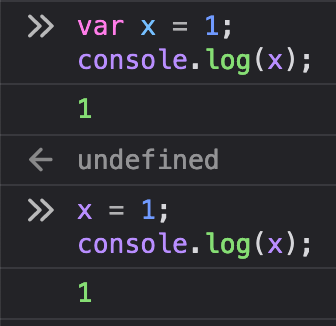 var x = 1;
console.log(x);
1
undefined
x = 1;
console.log(x);
1